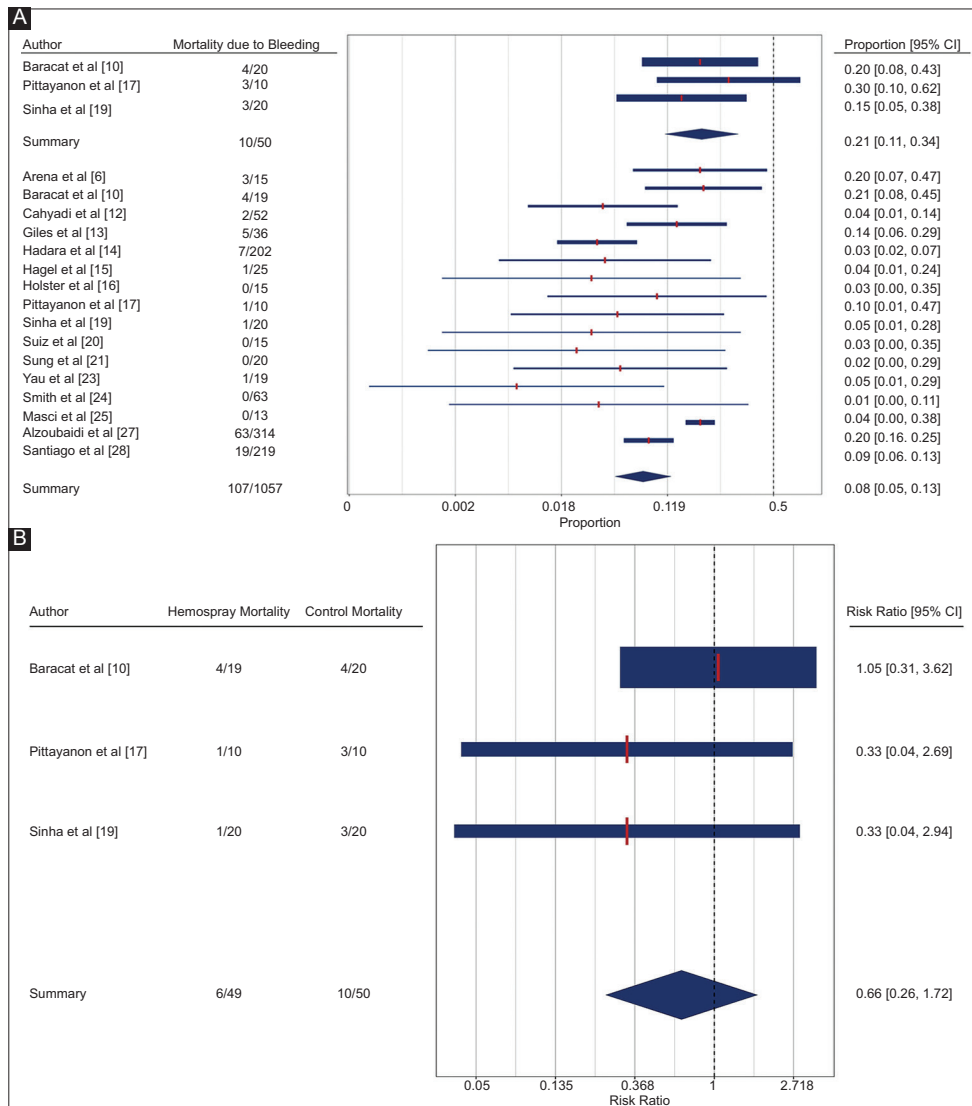 A
Author Mortality due to Bleeding Proportion [95% CI]
Baracat et al [10] 4/20 0.20 [0.08, 0.43]
Pittayanon et al [17] 3/10 0.30 [0.10, 0.62]
Sinha et al [19] 3/20 0.15 [0.05, 0.38]
Summary 10/50 0.21 [0.11, 0.34]
Arena et al [6] 3/15 0.20 [0.07, 0.47]
Baracat et al [10] 4/19 0.21 [0.08, 0.45]
Cahyadi et al [12] 2/52 0.04 [0.01, 0.14]
Giles et al [13] 5/36 0.14 [0.06. 0.29]
Hadara et al [14] 7/202 0.03 [0.02, 0.07]
Hagel et al [15] 1/25 0.04 [0.01, 0.24]
Holster et al [16] 0/15 0.03 [0.00, 0.35]
Pittayanon et al [17] 1/10 0.10 [0.01, 0.47]
Sinha et al [19] 1/20 0.05 [0.01, 0.28]
Suiz et al [20] 0/15 0.03 [0.00, 0.35]
Sung et al [21] 0/20 0.02 [0.00, 0.29]
Yau et al [23] 1/19 0.05 [0.01, 0.29]
Smith et al [24] 0/63 0.01 [0.00, 0.11]
Masci et al [25] 0/13 0.04 [0.00, 0.38]
Alzoubaidi et al [27] 63/314 0.20 [0.16. 0.25]
Santiago et al [28] 19/219 0.09 [0.06. 0.13]
Summary 107/1057 0.08 [0.05, 0.13]
0 0.002 0.018 0.119 0.5
Proportion
B
Author Hemospray Mortality Control Mortality Risk Ratio [95% CI]
Baracat et al [10] 4/19 4/20 1.05 [0.31, 3.62]
Pittayanon et al [17] 1/10 3/10 0.33 [0.04, 2.69]
Sinha et al [19] 1/20 3/20 0.33 [0.04, 2.94]
Summary 6/49 10/50 0.66 [0.26, 1.72]
0.05 0.135 0.368 1 2.718
Risk Ratio